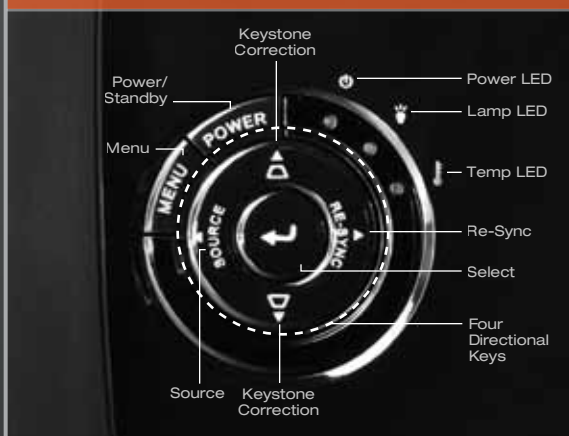 Keystone
Correction
Power/
Standby
Power LED
Lamp LED
POWER
Menu
MENU
Temp LED
SOURCE
RE-SYNC
Re-Sync
Select
Four
Directional
Keys
Source
Keystone
Correction